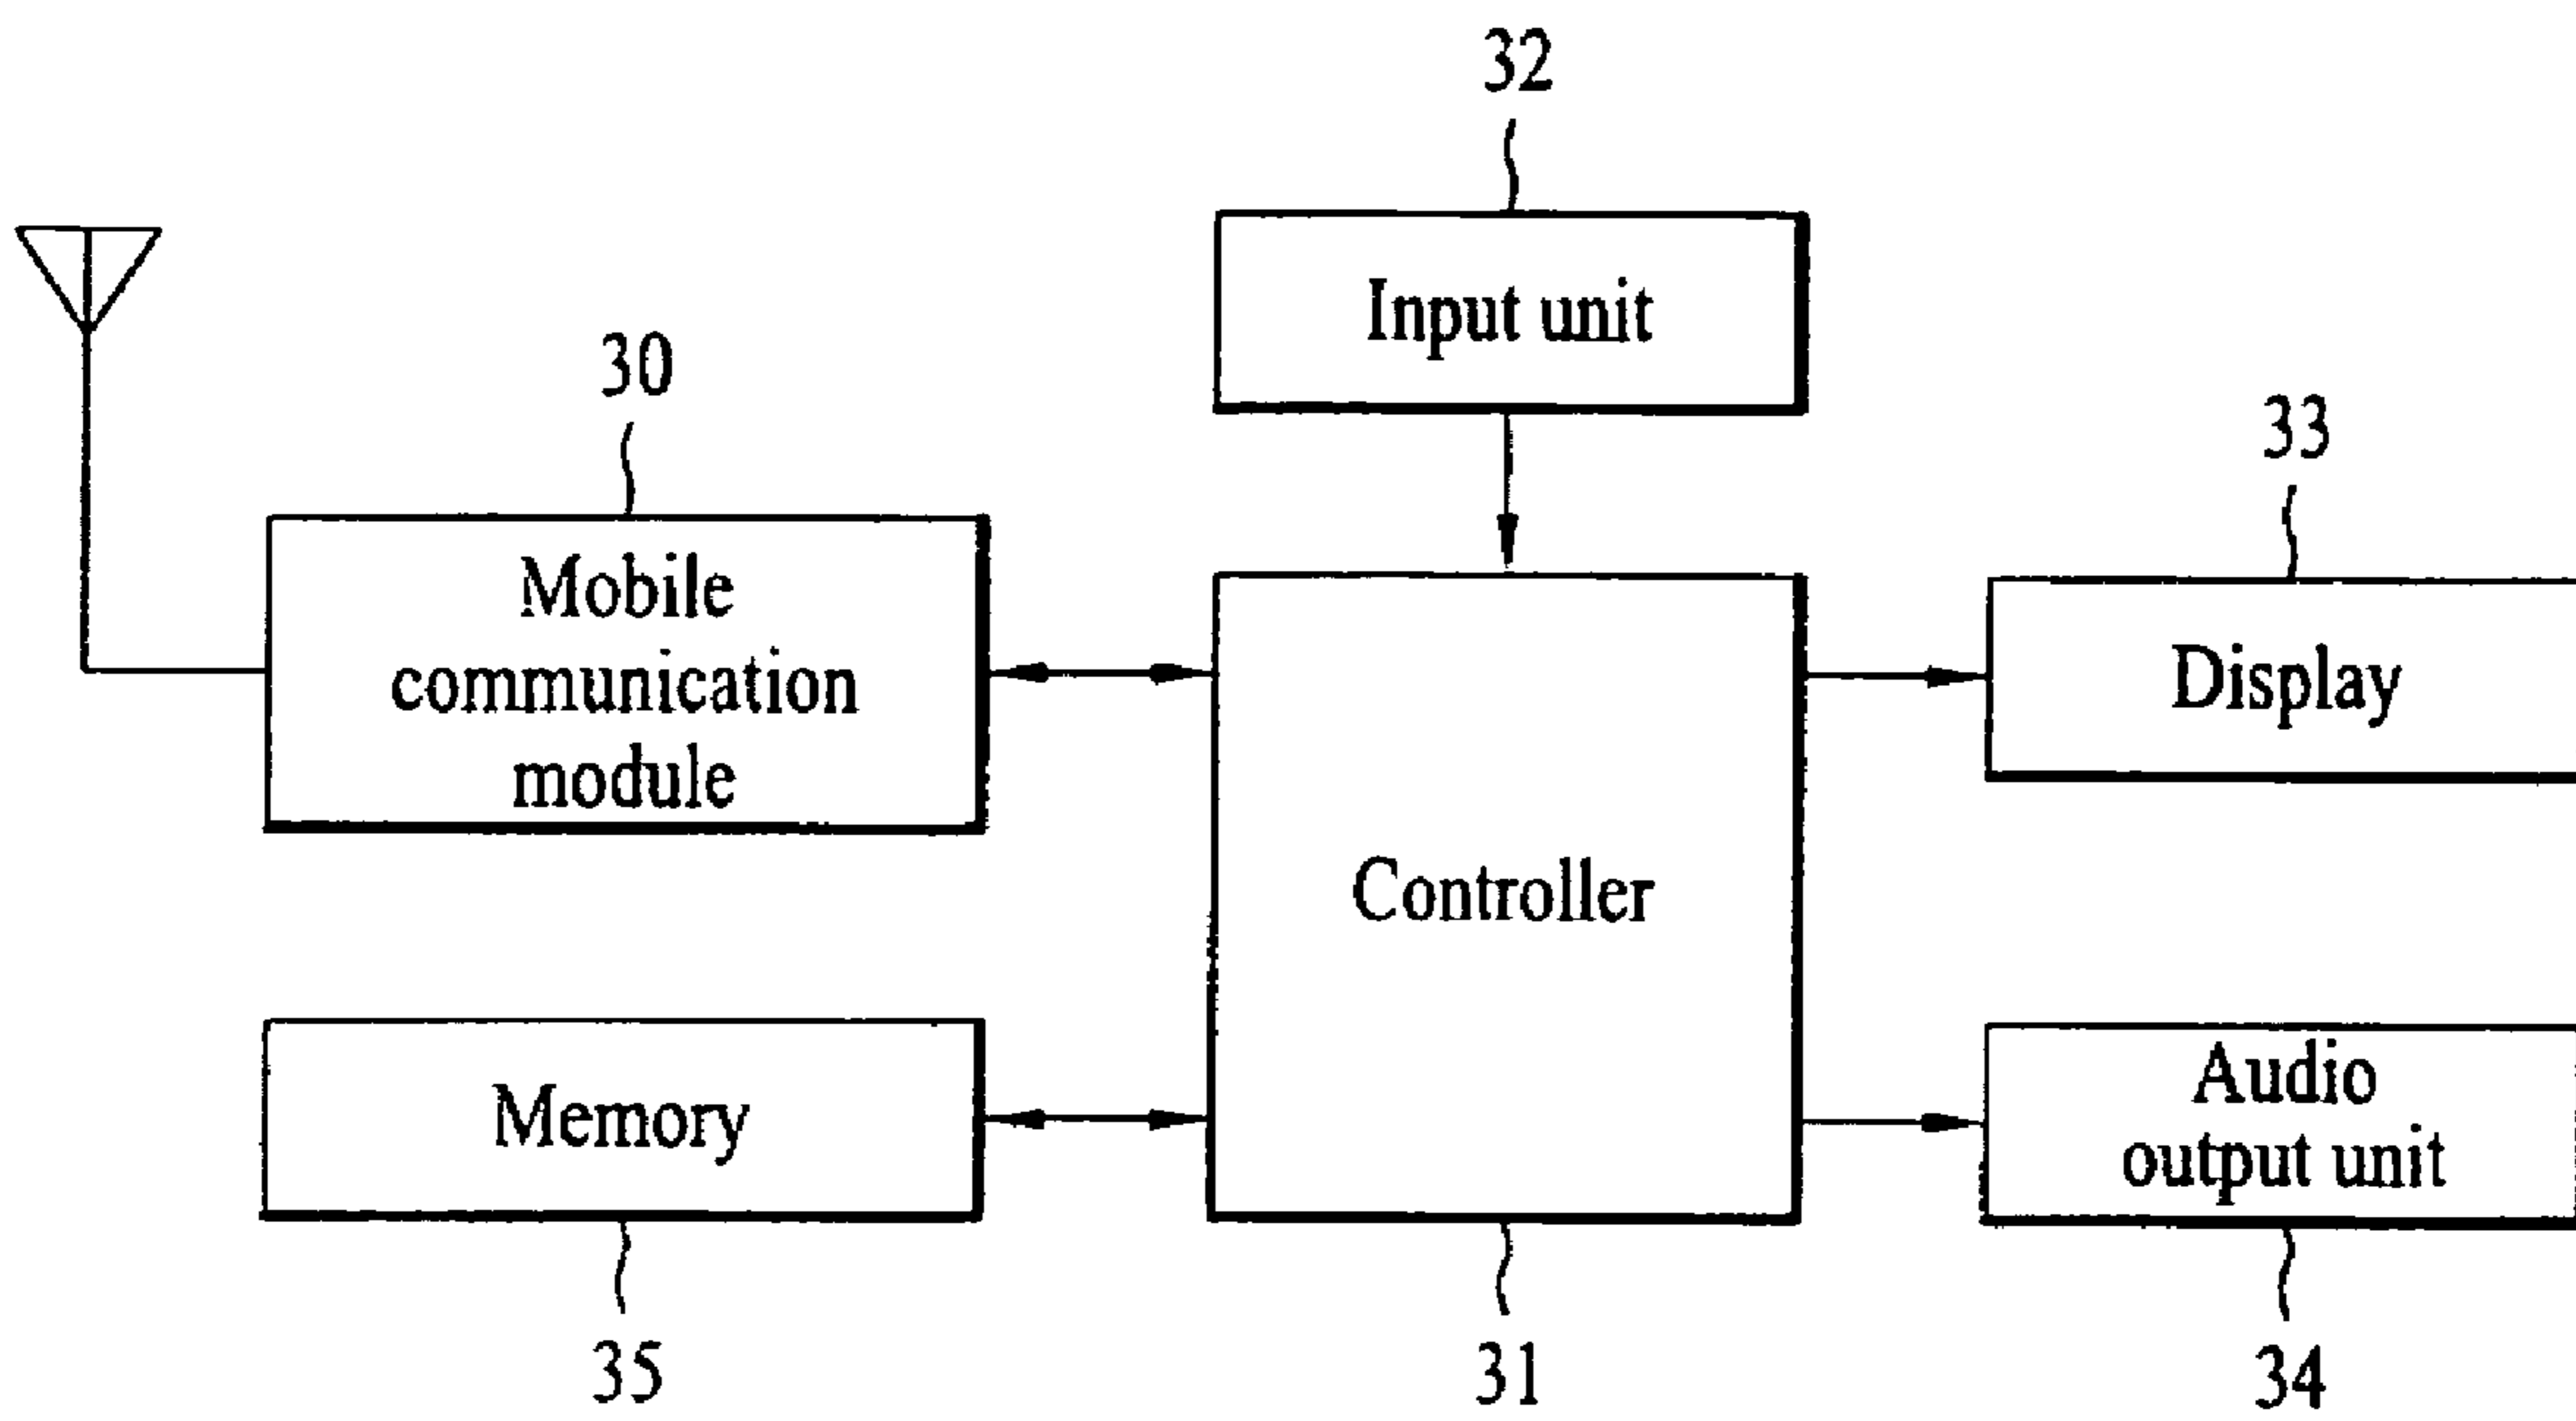 32
Input unit
30
Mobile
communication
module
33
Display
Controller
Memory
Audio
output unit
35
31
34